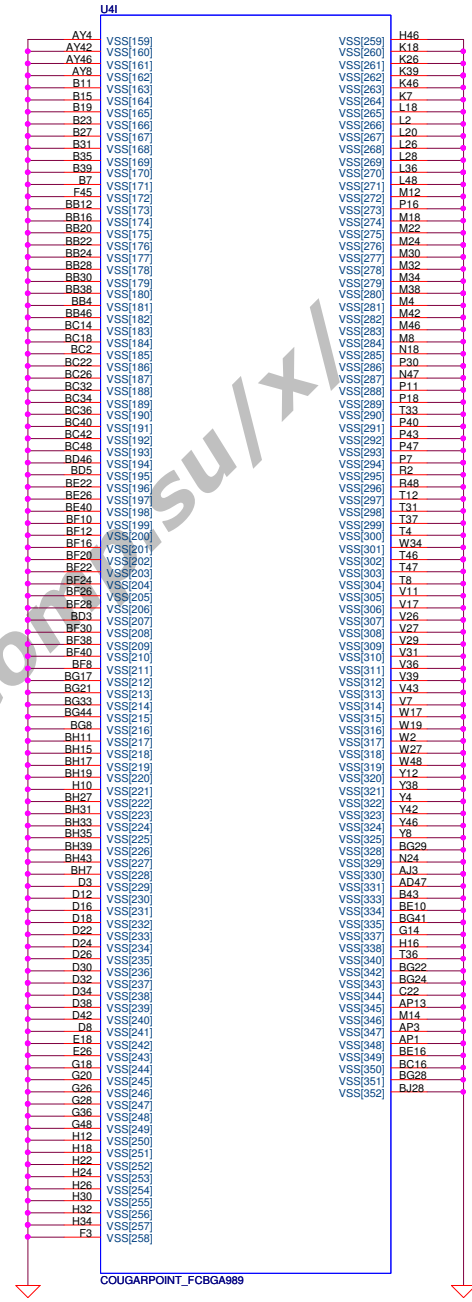 U4I
AY4 VSS[159] VSS[259] H46
AY42 VSS[160] VSS[260] K18
AY46 VSS[161] VSS[261] K26
AY8 VSS[162] VSS[262] K39
B11 VSS[163] VSS[263] K46
B15 VSS[164] VSS[264] K7
B19 VSS[165] VSS[265] L18
B23 VSS[166] VSS[266] L2
B27 VSS[167] VSS[267] L20
B31 VSS[168] VSS[268] L26
B35 VSS[169] VSS[269] L28
B39 VSS[170] VSS[270] L36
B7 VSS[171] VSS[271] L48
F45 VSS[172] VSS[272] M12
BB12 VSS[173] VSS[273] P16
BB16 VSS[174] VSS[274] M18
BB20 VSS[175] VSS[275] M22
BB22 VSS[176] VSS[276] M24
BB24 VSS[177] VSS[277] M30
BB28 VSS[178] VSS[278] M32
BB30 VSS[179] VSS[279] M34
BB38 VSS[180] VSS[280] M38
BB4 VSS[181] VSS[281] M4
BB46 VSS[182] VSS[282] M42
BC14 VSS[183] VSS[283] M46
BC18 VSS[184] VSS[284] M8
BC2 VSS[185] VSS[285] N18
BC22 VSS[186] VSS[286] P30
BC26 VSS[187] VSS[287] N47
BC32 VSS[188] VSS[288] P11
BC34 VSS[189] VSS[289] P18
BC36 VSS[190] VSS[290] T33
BC40 VSS[191] VSS[291] P40
BC42 VSS[192] VSS[292] P43
BC48 VSS[193] VSS[293] P47
BD46 VSS[194] VSS[294] P7
BD5 VSS[195] VSS[295] R2
BE22 VSS[196] VSS[296] R48
BE26 VSS[197] VSS[297] T12
BE40 VSS[198] VSS[298] T31
BF10 VSS[199] VSS[299] T37
BF12 VSS[200] VSS[300] T4
BF16 VSS[201] VSS[301] W34
BF20 VSS[202] VSS[302] T46
BF22 VSS[203] VSS[303] T47
BF24 VSS[204] VSS[304] T8
BF26 VSS[205] VSS[305] V11
BF28 VSS[206] VSS[306] V17
BD3 VSS[207] VSS[307] V26
BF30 VSS[208] VSS[308] V27
BF38 VSS[209] VSS[309] V29
BF40 VSS[210] VSS[310] V31
BF8 VSS[211] VSS[311] V36
BG17 VSS[212] VSS[312] V39
BG21 VSS[213] VSS[313] V43
BG33 VSS[214] VSS[314] V7
BG44 VSS[215] VSS[315] W17
BG8 VSS[216] VSS[316] W19
BH11 VSS[217] VSS[317] W2
BH15 VSS[218] VSS[318] W27
BH17 VSS[219] VSS[319] W48
BH19 VSS[220] VSS[320] Y12
H10 VSS[221] VSS[321] Y38
BH27 VSS[222] VSS[322] Y4
BH31 VSS[223] VSS[323] Y42
BH33 VSS[224] VSS[324] Y46
BH35 VSS[225] VSS[325] Y8
BH39 VSS[226] VSS[328] BG29
BH43 VSS[227] VSS[329] N24
BH7 VSS[228] VSS[330] AJ3
D3 VSS[229] VSS[331] AD47
D12 VSS[230] VSS[333] B43
D16 VSS[231] VSS[334] BE10
D18 VSS[232] VSS[335] BG41
D22 VSS[233] VSS[337] G14
D24 VSS[234] VSS[338] H16
D26 VSS[235] VSS[340] T36
D30 VSS[236] VSS[342] BG22
D32 VSS[237] VSS[343] BG24
D34 VSS[238] VSS[344] C22
D38 VSS[239] VSS[345] AP13
D42 VSS[240] VSS[346] M14
D8 VSS[241] VSS[347] AP3
E18 VSS[242] VSS[348] AP1
E26 VSS[243] VSS[349] BE16
G18 VSS[244] VSS[350] BC16
G20 VSS[245] VSS[351] BG28
G26 VSS[246] VSS[352] BJ28
G28 VSS[247]
G36 VSS[248]
G48 VSS[249]
H12 VSS[250]
H18 VSS[251]
H22 VSS[252]
H24 VSS[253]
H26 VSS[254]
H30 VSS[255]
H32 VSS[256]
H34 VSS[257]
F3 VSS[258]
COUGARPOINT_FCBGA989
omp.su/x/